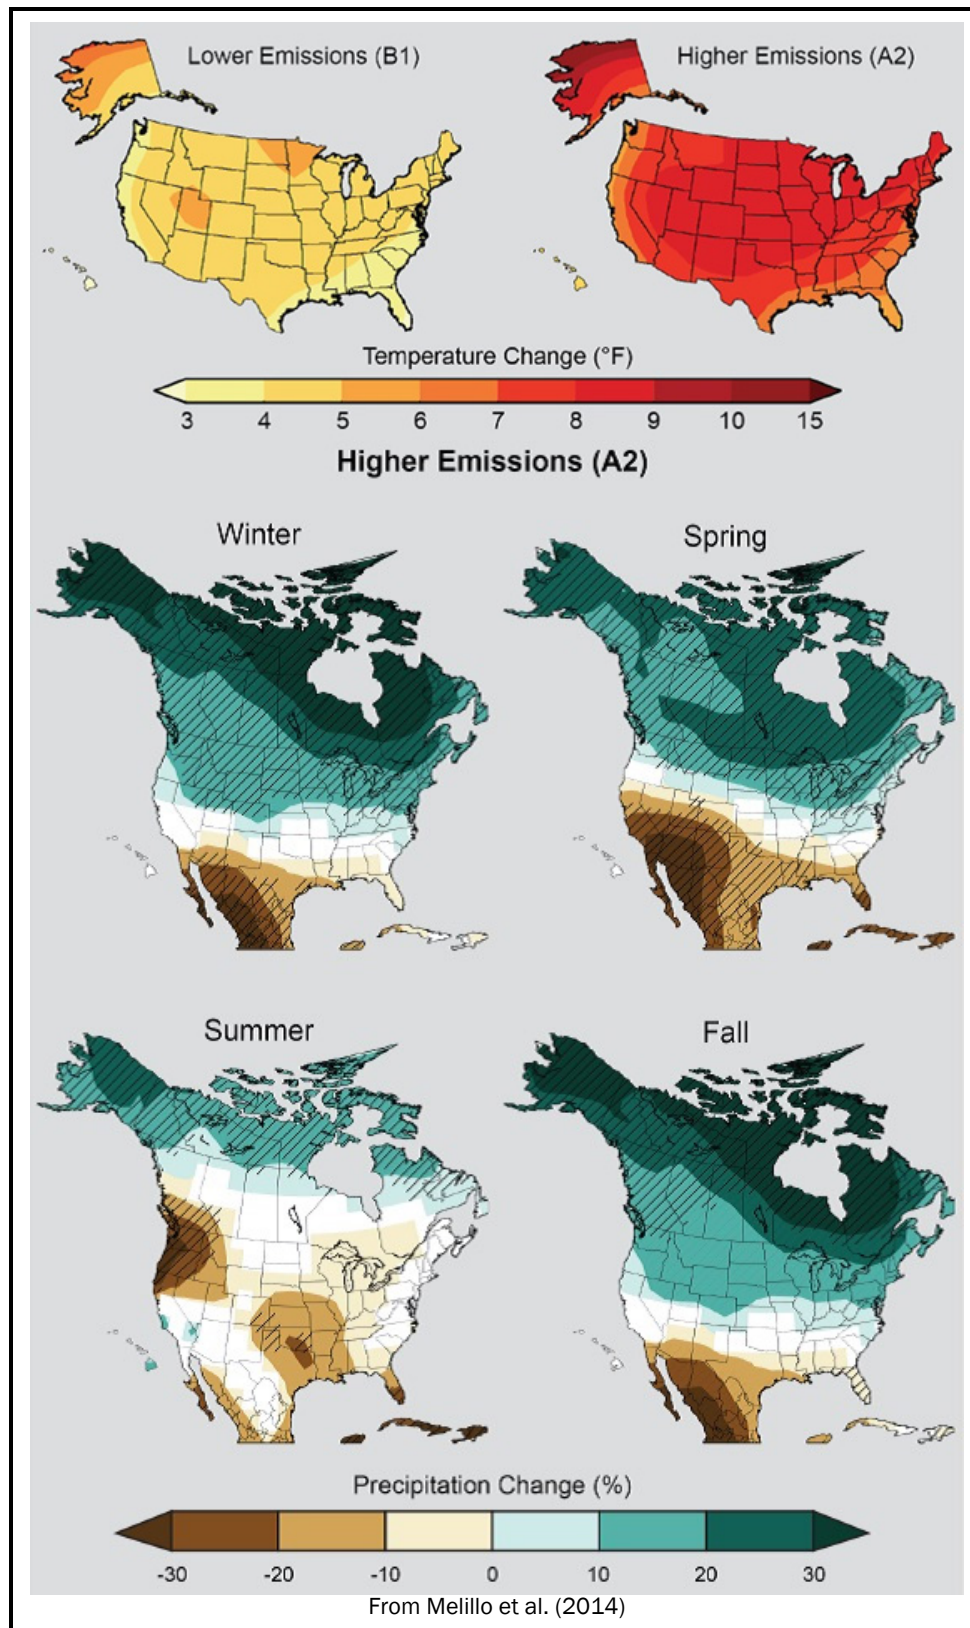 Lower Emissions (B1)
Higher Emissions (A2)
Temperature Change (°F)
3 4 5 6 7 8 9 10 15
Higher Emissions (A2)
Winter
Spring
Summer
Fall
Precipitation Change (%)
-30 -20 -10 0 10 20 30
From Melillo et al. (2014)